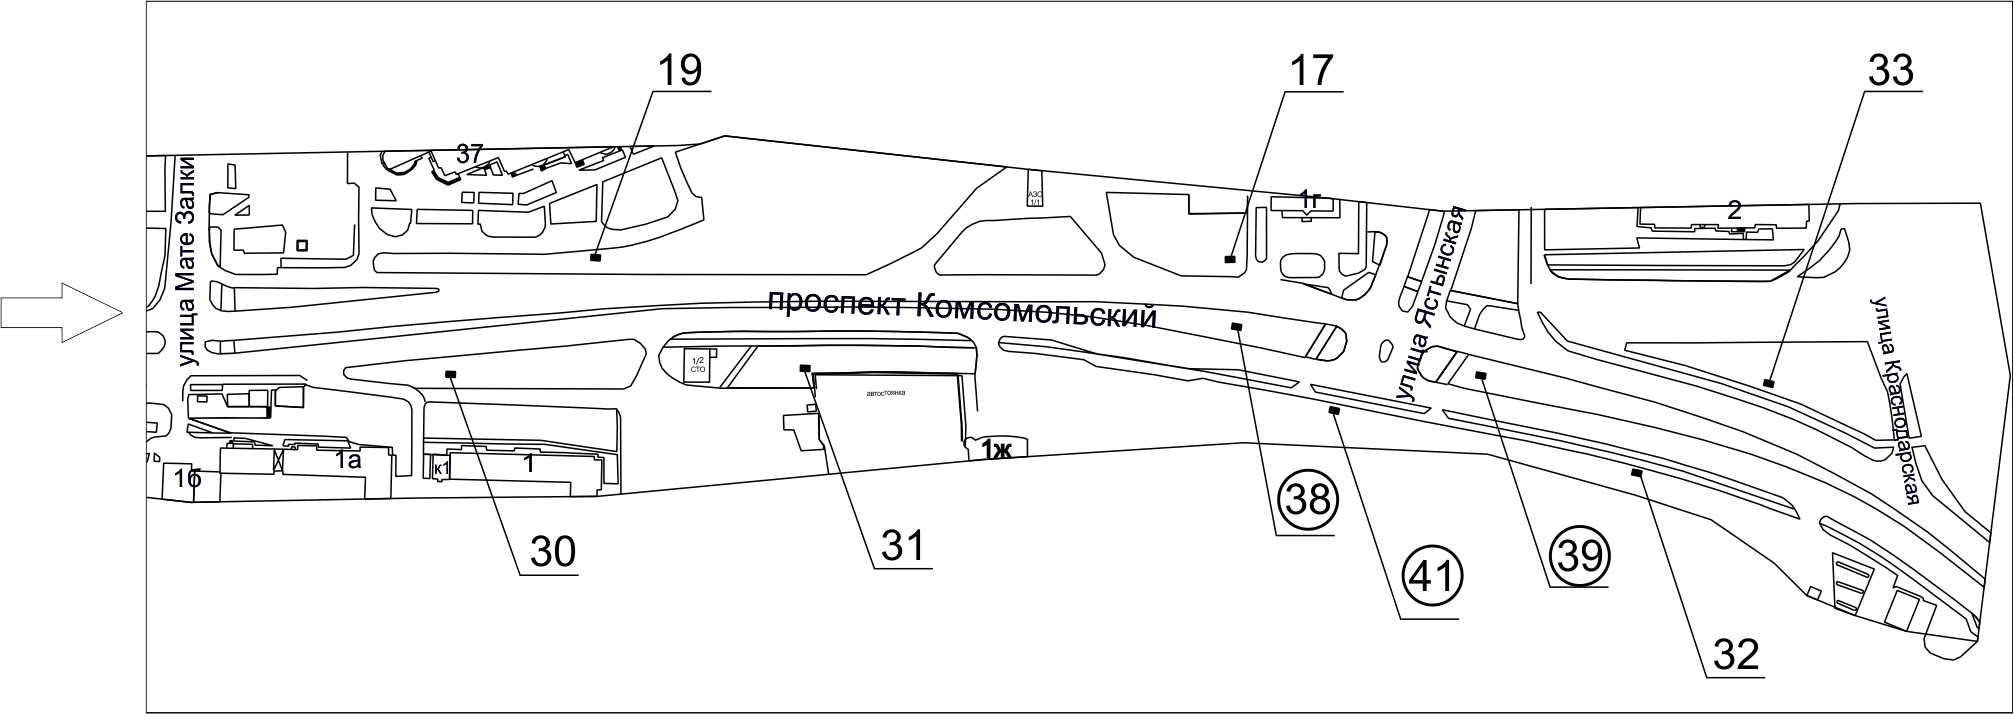 19
17
33
37
улица Мате Залки
АЗС
1/1
1г
2
улица Ястынская
проспект Комсомольский
улица Краснодарская
1/2
СТО
автостоянка
1б
1а
к1
1
1ж
38
30
31
41
39
32